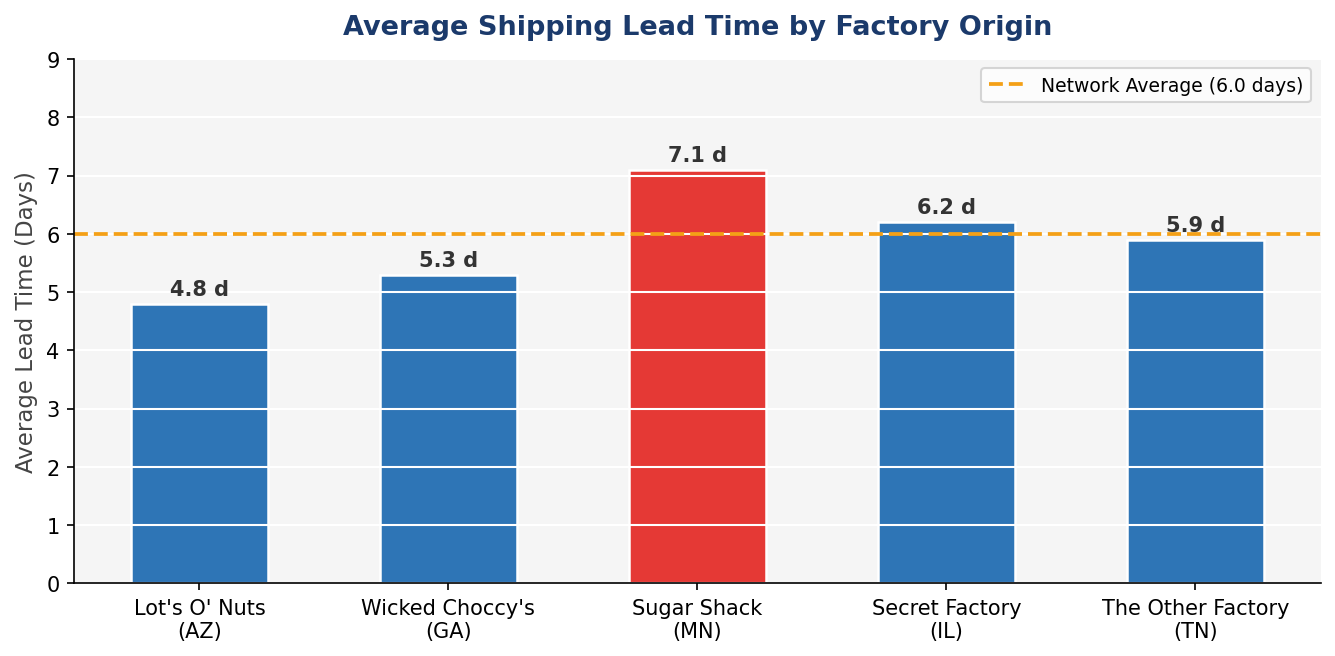 Average Shipping Lead Time by Factory Origin
Network Average (6.0 days)
Average Lead Time (Days)
9
8
7
6
5
4
3
2
1
0
4.8 d
5.3 d
7.1 d
6.2 d
5.9 d
Lot's O' Nuts
(AZ)
Wicked Choccy's
(GA)
Sugar Shack
(MN)
Secret Factory
(IL)
The Other Factory
(TN)